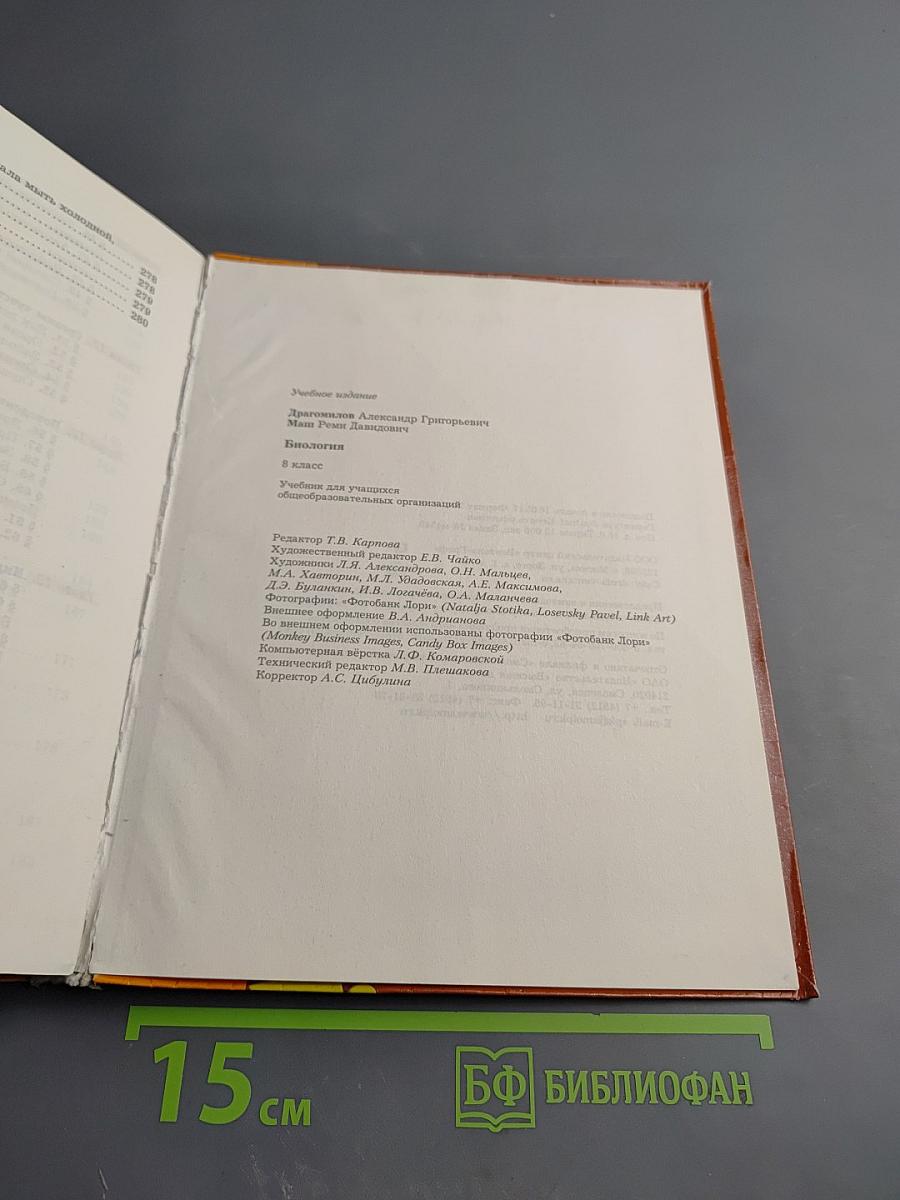 ала мыть холодной,
278
278
279
279
280
Учебное издание
Драгомилов Александр Григорьевич
Маш Реми Давидович
Биология
8 класс
Учебник для учащихся
общеобразовательных организаций
Редактор Т.В. Карпова
Художественный редактор Е.В. Чайко
Художники Л.Я. Александрова, О.Н. Мальцев,
М.А. Хавторин, М.Л. Удадовская, А.Е. Максимова,
Д.Э. Буланкин, И.В. Логачёва, О.А. Маланчева
Фотографии: «Фотобанк Лори» (Natalja Stotika, Losevsky Pavel, Link Art)
Внешнее оформление В.А. Андрианова
Во внешнем оформлении использованы фотографии «Фотобанк Лори»
(Monkey Business Images, Candy Box Images)
Компьютерная вёрстка Л.Ф. Комаровской
Технический редактор М.В. Плешакова
Корректор А.С. Цибулина
15 см
БФ БИБЛИОФАН